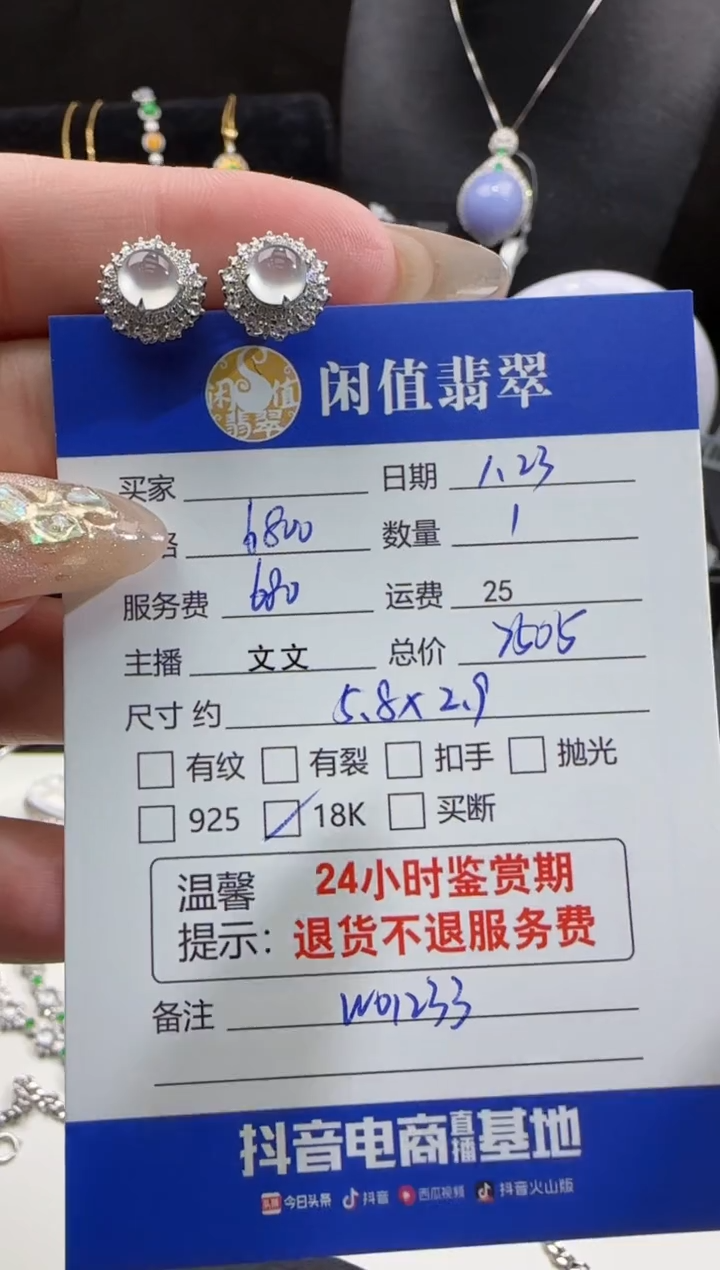 闲值翡翠
闲值
翡翠
买家 日期 1.23
格 6800 数量 1
服务费 680 运费 25
主播 文文 总价 7505
尺寸 约 5.8x2.9
有纹 有裂 扣手 抛光
925 18K 买断
温馨 24小时鉴赏期
提示: 退货不退服务费
备注 W01233
抖音电商直播基地
头条 今日头条 抖音 西瓜视频 抖音火山版